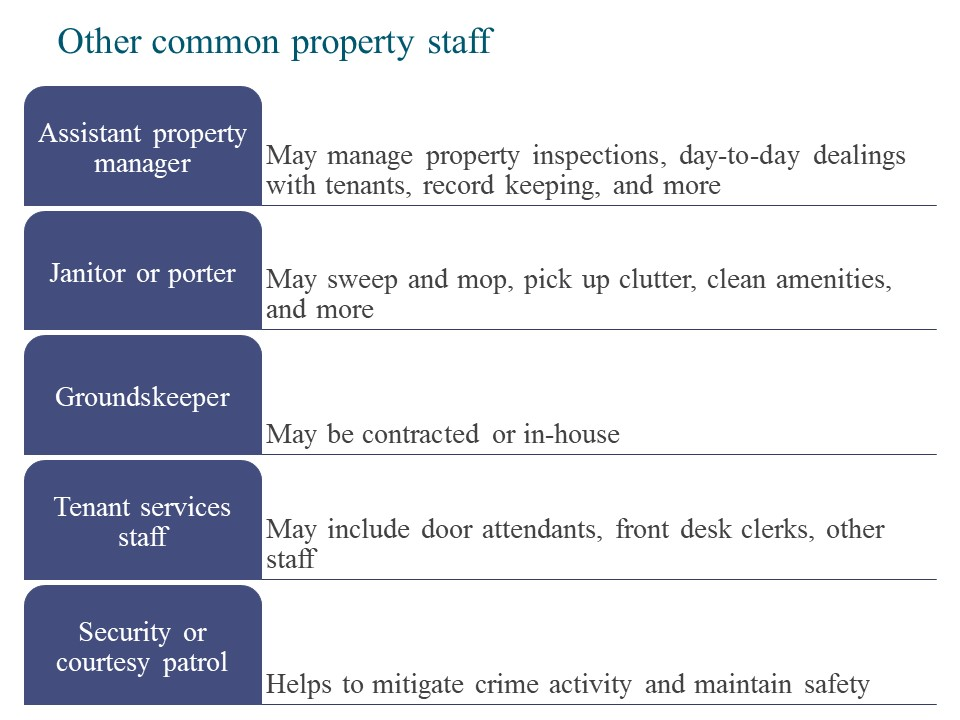 Other common property staff
Assistant property
manager
May manage property inspections, day-to-day dealings
with tenants, record keeping, and more
Janitor or porter
May sweep and mop, pick up clutter, clean amenities,
and more
Groundskeeper
May be contracted or in-house
Tenant services
staff
May include door attendants, front desk clerks, other
staff
Security or
courtesy patrol
Helps to mitigate crime activity and maintain safety